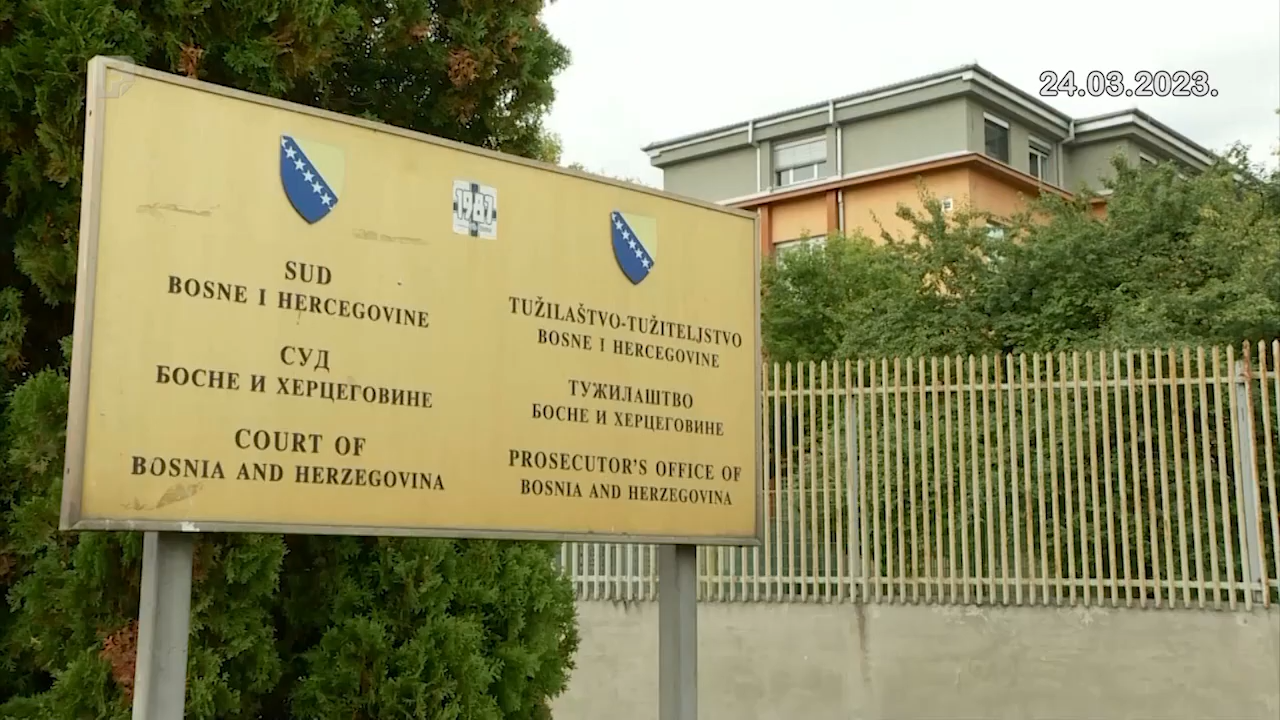 24.03.2023.
1987
SUD
BOSNE I HERCEGOVINE
СУД
БОСНЕ И ХЕРЦЕГОВИНЕ
COURT OF
BOSNIA AND HERZEGOVINA
TUŽILAŠTVO-TUŽITELJSTVO
BOSNE I HERCEGOVINE
ТУЖИЛАШТВО
БОСНЕ И ХЕРЦЕГОВИНЕ
PROSECUTOR'S OFFICE OF
BOSNIA AND HERZEGOVINA